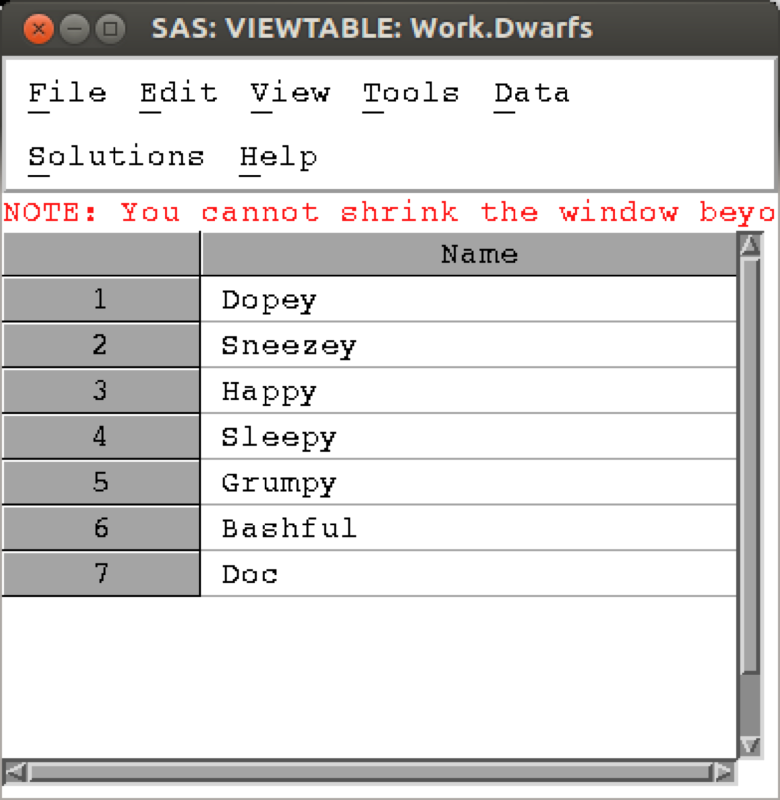 SAS: VIEWTABLE: Work.Dwarfs
File Edit View Tools Data
Solutions Help
NOTE: You cannot shrink the window beyo
Name
1 Dopey
2 Sneezey
3 Happy
4 Sleepy
5 Grumpy
6 Bashful
7 Doc